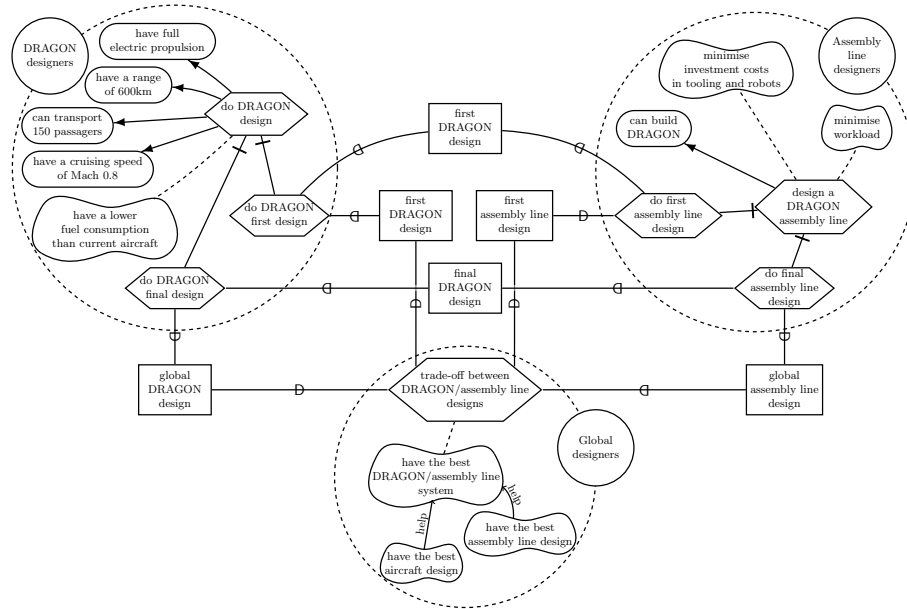 DRAGON
designers
have full
electric propulsion
have a range
of 600km
can transport
150 passagers
have a cruising speed
of Mach 0.8
have a lower
fuel consumption
than current aircraft
do DRAGON
design
do DRAGON
first design
do DRAGON
final design
first
DRAGON
design
first
DRAGON
design
first
assembly line
design
final
DRAGON
design
D
D
D
D
D
D
D
D
D
D
D
D
Assembly
line
designers
minimise
investment costs
in tooling and robots
minimise
workload
can build
DRAGON
design a
DRAGON
assembly line
do first
assembly line
design
do final
assembly line
design
global
DRAGON
design
trade-off between
DRAGON/assembly line
designs
global
assembly line
design
Global
designers
have the best
DRAGON/assembly line
system
help
help
have the best
assembly line design
have the best
aircraft design